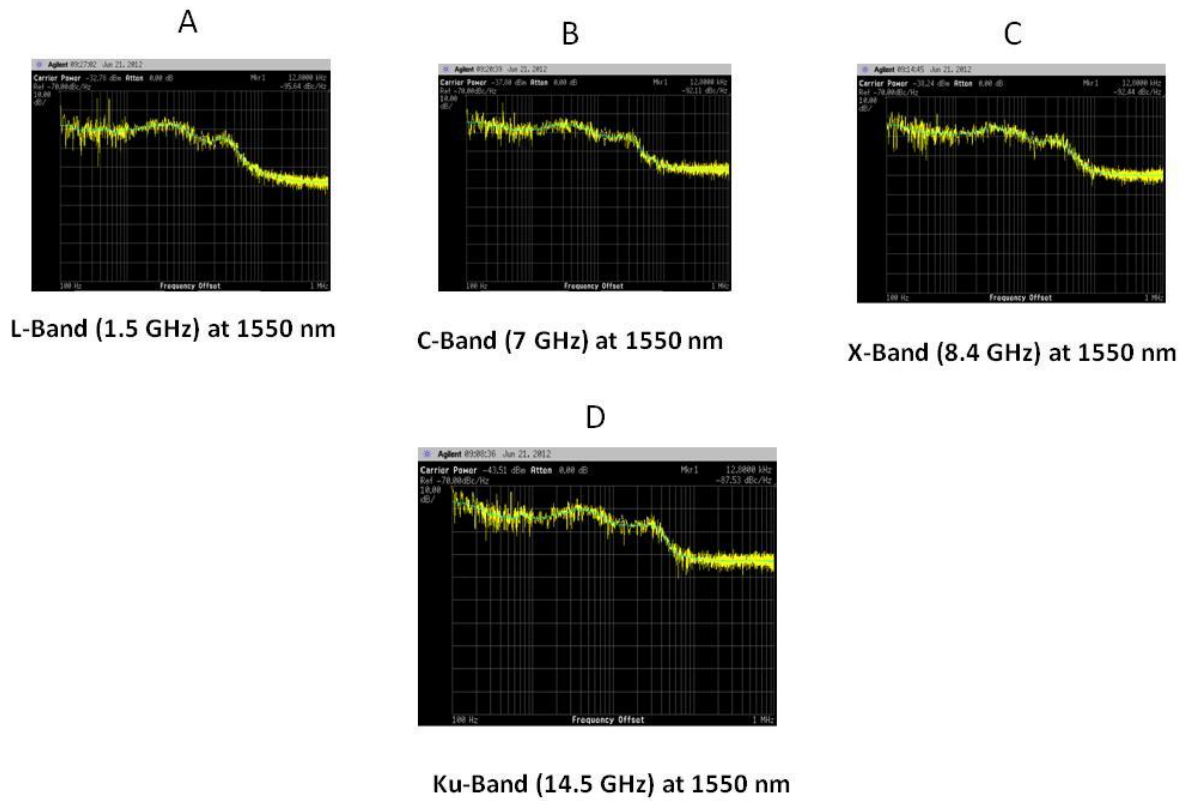 A
Agilent 09:27:02 Jun 21, 2012
Carrier Power -32.78 dBm Atten 0.00 dB Mkr1 12.8000 kHz
Ref -70.00dBc/Hz -95.64 dBc/Hz
10.00
dB/
100 Hz Frequency Offset 1 MHz
L-Band (1.5 GHz) at 1550 nm
B
Agilent 09:20:39 Jun 21, 2012
Carrier Power -37.80 dBm Atten 0.00 dB Mkr1 12.8000 kHz
Ref -70.00dBc/Hz -92.11 dBc/Hz
10.00
dB/
100 Hz Frequency Offset 1 MHz
C-Band (7 GHz) at 1550 nm
C
Agilent 09:14:45 Jun 21, 2012
Carrier Power -38.24 dBm Atten 0.00 dB Mkr1 12.8000 kHz
Ref -70.00dBc/Hz -92.44 dBc/Hz
10.00
dB/
100 Hz Frequency Offset 1 MHz
X-Band (8.4 GHz) at 1550 nm
D
Agilent 09:08:36 Jun 21, 2012
Carrier Power -43.51 dBm Atten 0.00 dB Mkr1 12.8000 kHz
Ref -70.00dBc/Hz -87.53 dBc/Hz
10.00
dB/
100 Hz Frequency Offset 1 MHz
Ku-Band (14.5 GHz) at 1550 nm